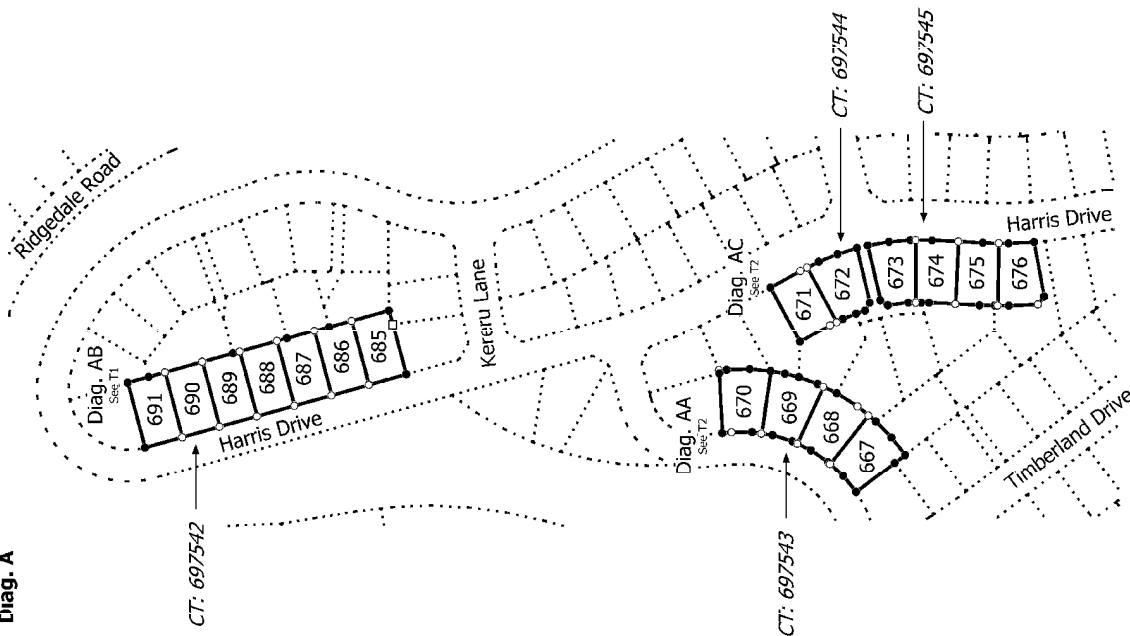 Diag. A
Ridgedale Road
Diag. AB
See T1
691
690
689
688
687
686
685
Harris Drive
CT: 697542
Kereru Lane
Diag. AA
See T2
670
669
668
667
CT: 697543
Diag. AC
See T2
671
672
673
674
675
676
CT: 697544
CT: 697545
Harris Drive
Timberland Drive